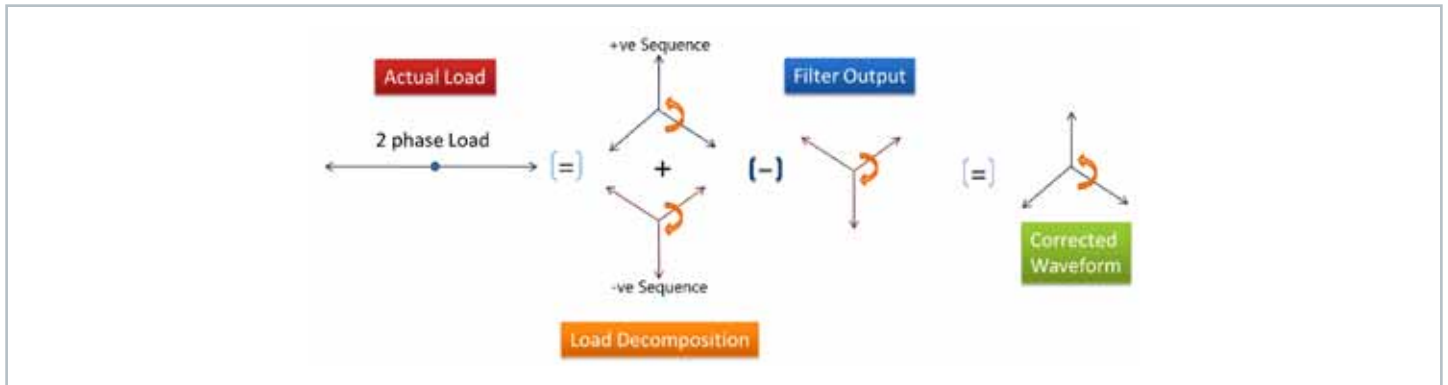 Actual Load
2 phase Load
(=)
+ve Sequence
+
-ve Sequence
Load Decomposition
(-)
Filter Output
(=)
Corrected
Waveform